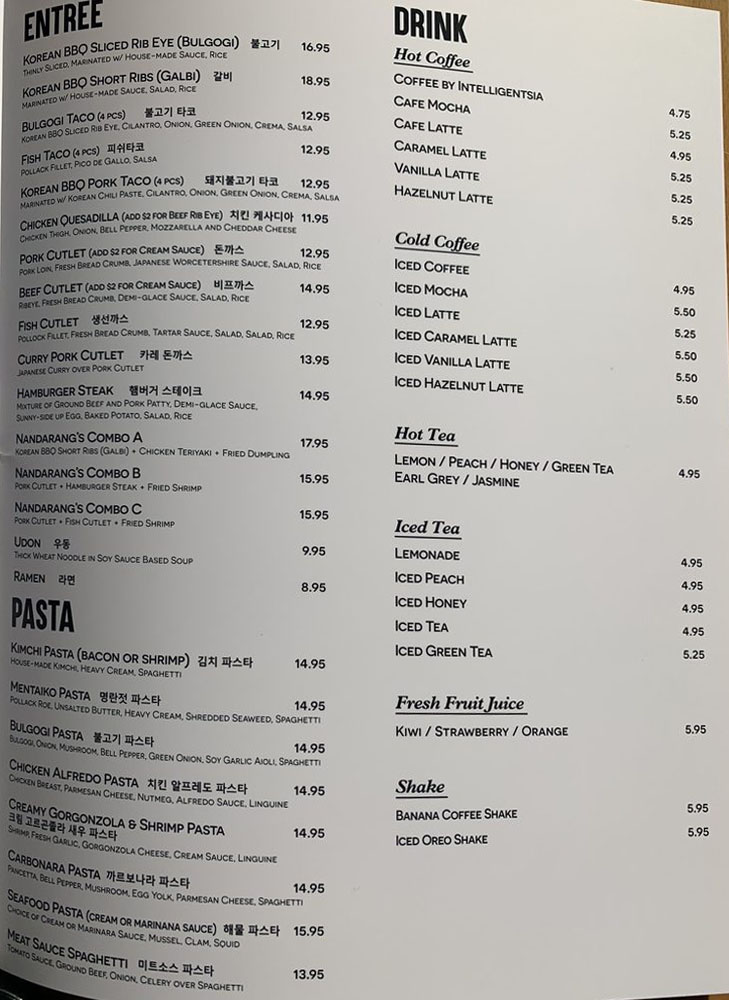 ENTREE
KOREAN BBQ SLICED RIB EYE (BULGOGI) 불고기 16.95
THINLY SLICED, MARINATED W/ HOUSE-MADE SAUCE, RICE
KOREAN BBQ SHORT RIBS (GALBI) 갈비 18.95
MARINATED W/ HOUSE-MADE SAUCE, SALAD, RICE
BULGOGI TACO (4 PCS) 불고기 타코 12.95
KOREAN BBQ SLICED RIB EYE, CILANTRO, ONION, GREEN ONION, CREMA, SALSA
FISH TACO (4 PCS) 피쉬타코 12.95
POLLACK FILLET, PICO DE GALLO, SALSA
KOREAN BBQ PORK TACO (4 PCS) 돼지불고기 타코 12.95
MARINATED W/ KOREAN CHILI PASTE, CILANTRO, ONION, GREEN ONION, CREMA, SALSA
CHICKEN QUESADILLA (ADD $2 FOR BEEF RIB EYE) 치킨 케사디아 11.95
CHICKEN THIGH, ONION, BELL PEPPER, MOZZARELLA AND CHEDDAR CHEESE
PORK CUTLET (ADD $2 FOR CREAM SAUCE) 돈까스 12.95
PORK LOIN, FRESH BREAD CRUMB, JAPANESE WORCETERSHIRE SAUCE, SALAD, RICE
BEEF CUTLET (ADD $2 FOR CREAM SAUCE) 비프까스 14.95
RIBEYE, FRESH BREAD CRUMB, DEMI-GLACE SAUCE, SALAD, RICE
FISH CUTLET 생선까스 12.95
POLLOCK FILLET, FRESH BREAD CRUMB, TARTAR SAUCE, SALAD, SALAD, RICE
CURRY PORK CUTLET 카레 돈까스 13.95
JAPANESE CURRY OVER PORK CUTLET
HAMBURGER STEAK 햄버거 스테이크 14.95
MIXTURE OF GROUND BEEF AND PORK PATTY, DEMI-GLACE SAUCE,
SUNNY-SIDE UP EGG, BAKED POTATO, SALAD, RICE
NANDARANG'S COMBO A 17.95
KOREAN BBQ SHORT RIBS (GALBI) + CHICKEN TERIYAKI + FRIED DUMPLING
NANDARANG'S COMBO B 15.95
PORK CUTLET + HAMBURGER STEAK + FRIED SHRIMP
NANDARANG'S COMBO C 15.95
PORK CUTLET + FISH CUTLET + FRIED SHRIMP
UDON 우동 9.95
THICK WHEAT NOODLE IN SOY SAUCE BASED SOUP
RAMEN 라면 8.95
PASTA
KIMCHI PASTA (BACON OR SHRIMP) 김치 파스타 14.95
HOUSE-MADE KIMCHI, HEAVY CREAM, SPAGHETTI
MENTAIKO PASTA 명란젓 파스타 14.95
POLLACK ROE, UNSALTED BUTTER, HEAVY CREAM, SHREDDED SEAWEED, SPAGHETTI
BULGOGI PASTA 불고기 파스타 14.95
BULGOGI, ONION, MUSHROOM, BELL PEPPER, GREEN ONION, SOY GARLIC AIOLI, SPAGHETTI
CHICKEN ALFREDO PASTA 치킨 알프레도 파스타 14.95
CHICKEN BREAST, PARMESAN CHEESE, NUTMEG, ALFREDO SAUCE, LINGUINE
CREAMY GORGONZOLA & SHRIMP PASTA 14.95
크림 고르곤졸라 새우 파스타
SHRIMP, FRESH GARLIC, GORGONZOLA CHEESE, CREAM SAUCE, LINGUINE
CARBONARA PASTA 까르보나라 파스타 14.95
PANCETTA, BELL PEPPER, MUSHROOM, EGG YOLK, PARMESAN CHEESE, SPAGHETTI
SEAFOOD PASTA (CREAM OR MARINANA SAUCE) 해물 파스타 15.95
CHOICE OF CREAM OR MARINARA SAUCE, MUSSEL, CLAM, SQUID
MEAT SAUCE SPAGHETTI 미트소스 파스타 13.95
TOMATO SAUCE, GROUND BEEF, ONION, CELERY OVER SPAGHETTI
DRINK
Hot Coffee
COFFEE BY INTELLIGENTSIA 4.75
CAFE MOCHA 5.25
CAFE LATTE 4.95
CARAMEL LATTE 5.25
VANILLA LATTE 5.25
HAZELNUT LATTE 5.25
Cold Coffee
ICED COFFEE 4.95
ICED MOCHA 5.50
ICED LATTE 5.25
ICED CARAMEL LATTE 5.50
ICED VANILLA LATTE 5.50
ICED HAZELNUT LATTE 5.50
Hot Tea
LEMON / PEACH / HONEY / GREEN TEA 4.95
EARL GREY / JASMINE
Iced Tea
LEMONADE 4.95
ICED PEACH 4.95
ICED HONEY 4.95
ICED TEA 4.95
ICED GREEN TEA 5.25
Fresh Fruit Juice
KIWI / STRAWBERRY / ORANGE 5.95
Shake
BANANA COFFEE SHAKE 5.95
ICED OREO SHAKE 5.95